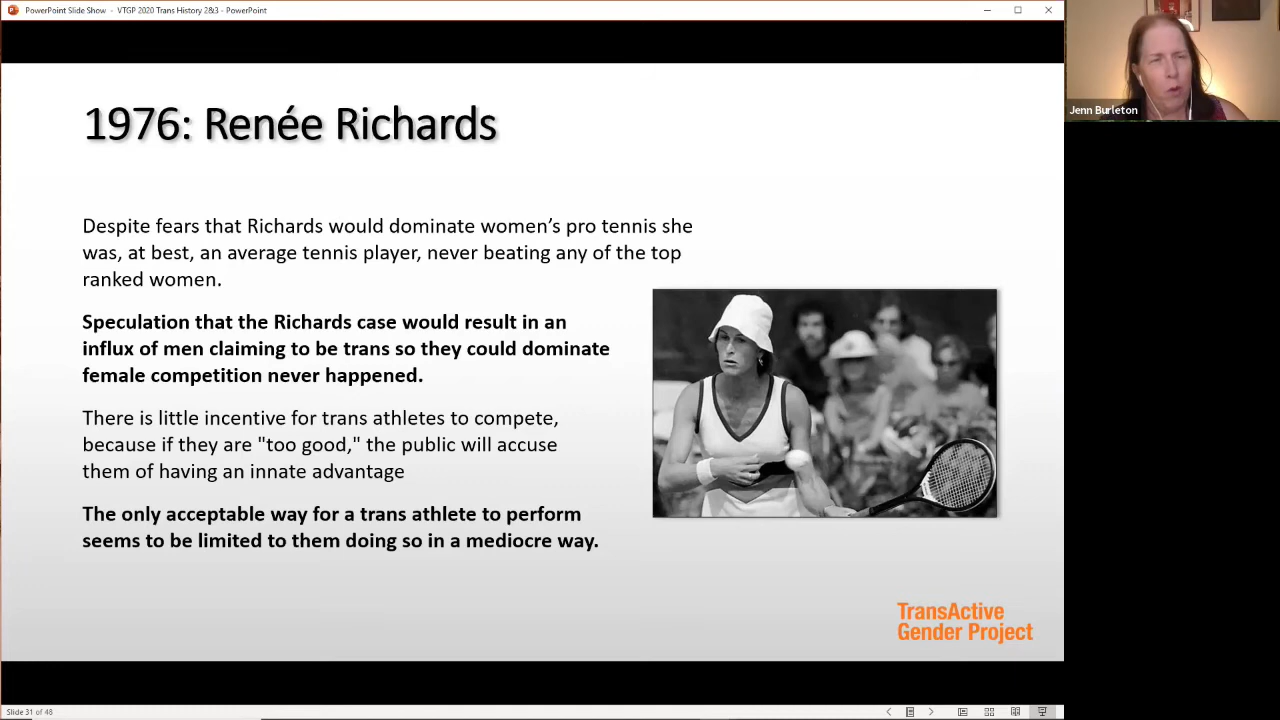 PowerPoint Slide Show - VTGP 2020 Trans History 2&3 - PowerPoint
Jenn Burleton
1976: Renée Richards
Despite fears that Richards would dominate women’s pro tennis she
was, at best, an average tennis player, never beating any of the top
ranked women.
Speculation that the Richards case would result in an
influx of men claiming to be trans so they could dominate
female competition never happened.
There is little incentive for trans athletes to compete,
because if they are "too good," the public will accuse
them of having an innate advantage
The only acceptable way for a trans athlete to perform
seems to be limited to them doing so in a mediocre way.
TransActive
Gender Project
Slide 31 of 48